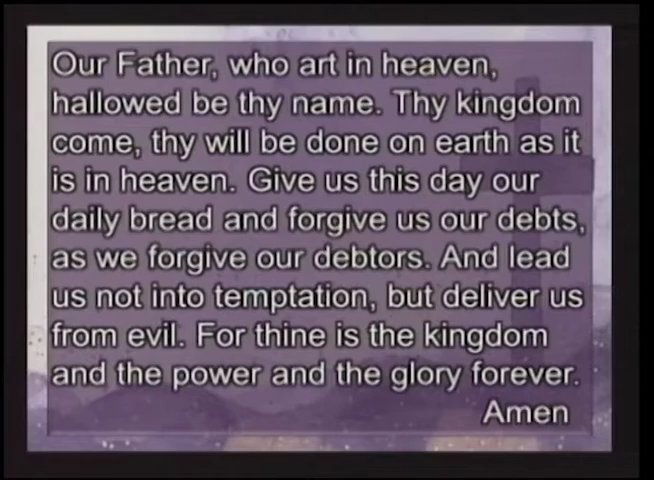 Our Father, who art in heaven,
hallowed be thy name. Thy kingdom
come, thy will be done on earth as it
is in heaven. Give us this day our
daily bread and forgive us our debts,
as we forgive our debtors. And lead
us not into temptation, but deliver us
from evil. For thine is the kingdom
and the power and the glory forever.
Amen